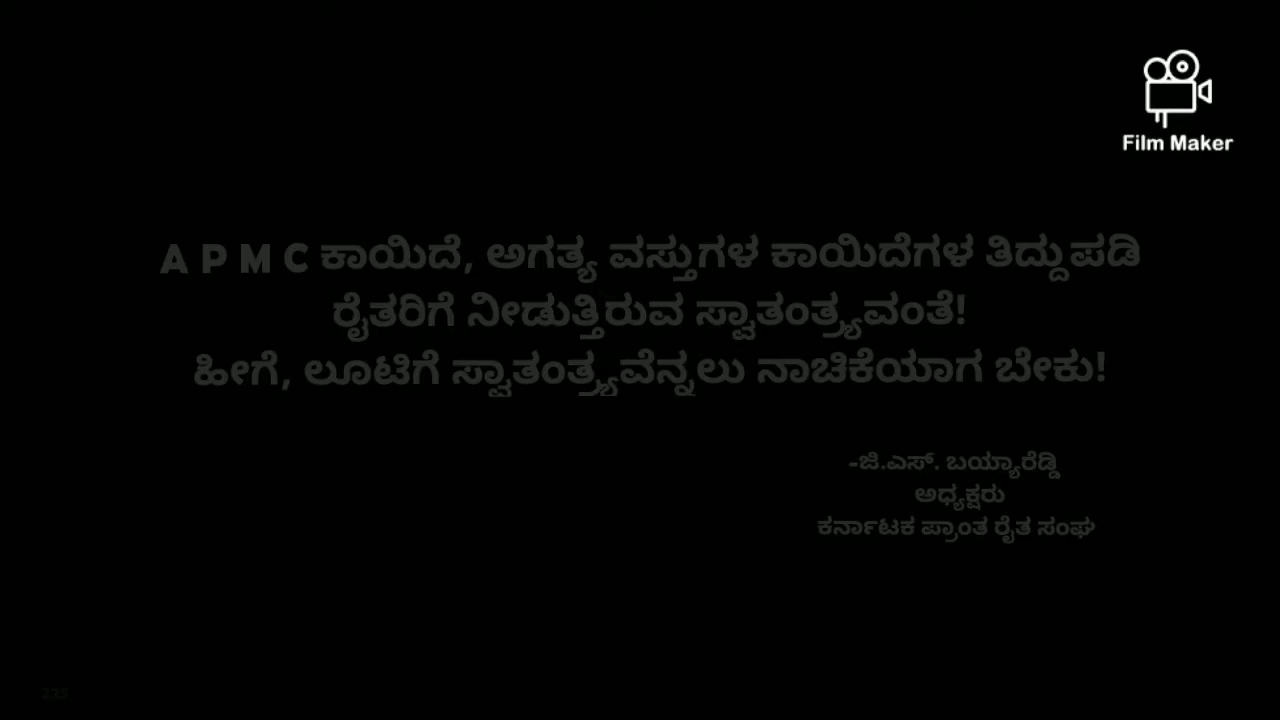 Film Maker
A P M C ಕಾಯಿದೆ, ಅಗತ್ಯ ವಸ್ತುಗಳ ಕಾಯಿದೆಗಳ ತಿದ್ದುಪಡಿ
ರೈತರಿಗೆ ನೀಡುತ್ತಿರುವ ಸ್ವಾತಂತ್ರ್ಯವಂತೆ!
ಹೀಗೆ, ಲೂಟಿಗೆ ಸ್ವಾತಂತ್ರ್ಯವೆನ್ನಲು ನಾಚಿಕೆಯಾಗ ಬೇಕು!
-ಜಿ.ಎಸ್. ಬಯ್ಯಾರೆಡ್ಡಿ
ಅಧ್ಯಕ್ಷರು
ಕರ್ನಾಟಕ ಪ್ರಾಂತ ರೈತ ಸಂಘ